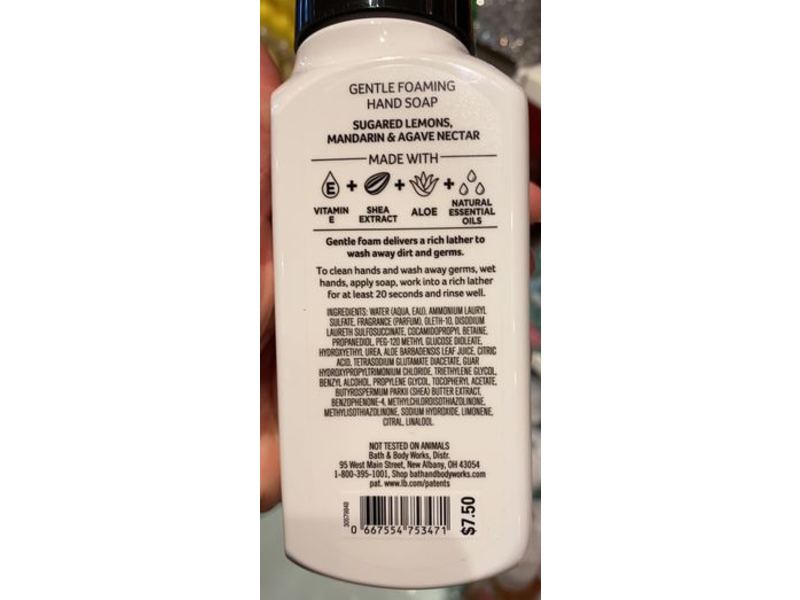 GENTLE FOAMING
HAND SOAP
SUGARED LEMONS,
MANDARIN & AGAVE NECTAR
MADE WITH
E + + +
VITAMIN E
SHEA EXTRACT
ALOE
NATURAL ESSENTIAL OILS
Gentle foam delivers a rich lather to
wash away dirt and germs.
To clean hands and wash away germs, wet
hands, apply soap, work into a rich lather
for at least 20 seconds and rinse well.
INGREDIENTS: WATER (AQUA, EAU), AMMONIUM LAURYL
SULFATE, FRAGRANCE (PARFUM), OLETH-10, DISODIUM
LAURETH SULFOSUCCINATE, COCAMIDOPROPYL BETAINE,
PROPANEDIOL, PEG-120 METHYL GLUCOSE DIOLEATE,
HYDROXYETHYL UREA, ALOE BARBADENSIS LEAF JUICE, CITRIC
ACID, TETRASODIUM GLUTAMATE DIACETATE, GUAR
HYDROXYPROPYLTRIMONIUM CHLORIDE, TRIETHYLENE GLYCOL,
BENZYL ALCOHOL, PROPYLENE GLYCOL, TOCOPHERYL ACETATE,
BUTYROSPERMUM PARKII (SHEA) BUTTER EXTRACT,
BENZOPHENONE-4, METHYLCHLOROISOTHIAZOLINONE,
METHYLISOTHIAZOLINONE, SODIUM HYDROXIDE, LIMONENE,
CITRAL, LINALOOL.
NOT TESTED ON ANIMALS
Bath & Body Works, Distr.
95 West Main Street, New Albany, OH 43054
1-800-395-1001, Shop bathandbodyworks.com
pat. www.lb.com/patents
0 667554 753471
$7.50